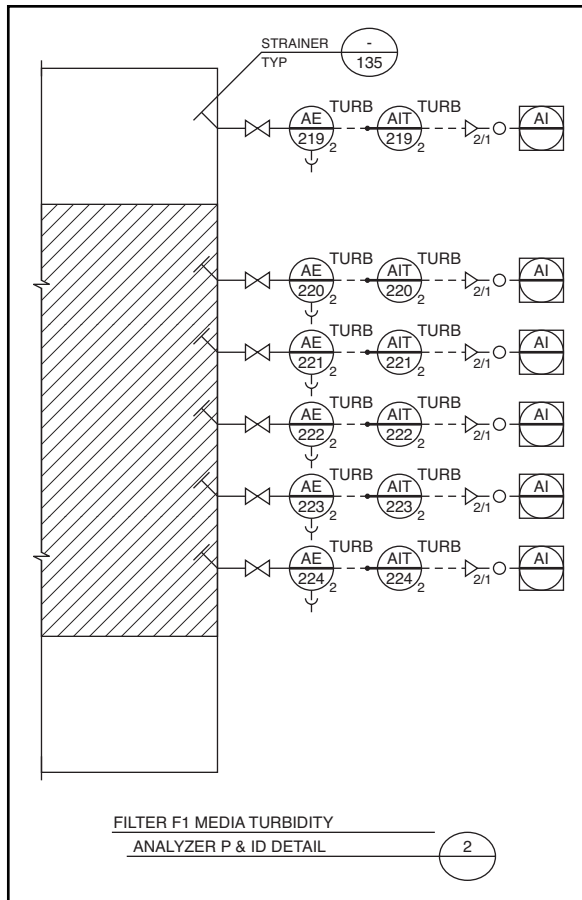 STRAINER
TYP
-
135
TURB TURB
AE AIT AI
219 2 219 2 2/1
TURB TURB
AE AIT AI
220 2 220 2 2/1
TURB TURB
AE AIT AI
221 2 221 2 2/1
TURB TURB
AE AIT AI
222 2 222 2 2/1
TURB TURB
AE AIT AI
223 2 223 2 2/1
TURB TURB
AE AIT AI
224 2 224 2 2/1
FILTER F1 MEDIA TURBIDITY
ANALYZER P & ID DETAIL 2